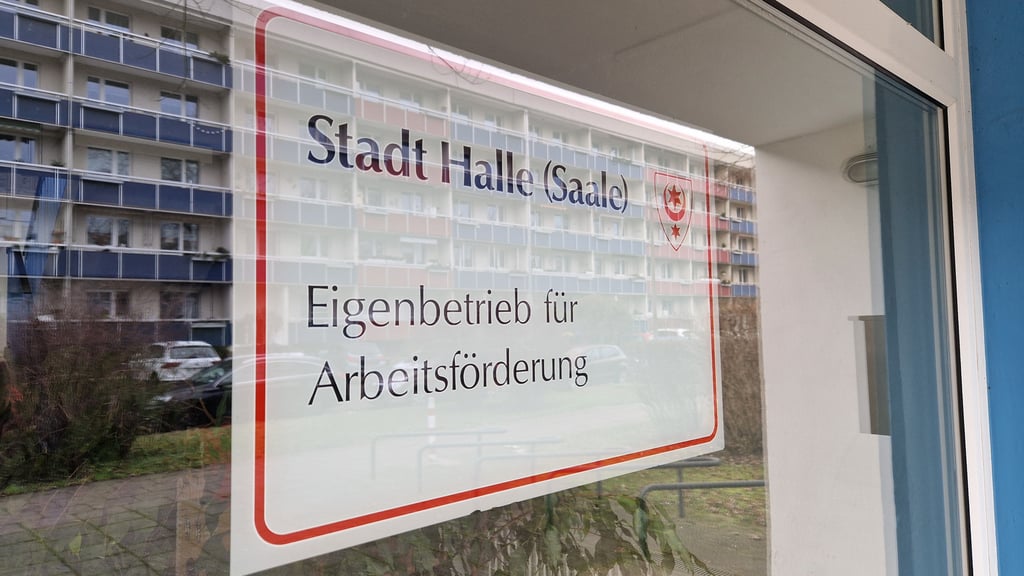 Stadt Halle (Saale)
Eigenbetrieb für
Arbeitsförderung